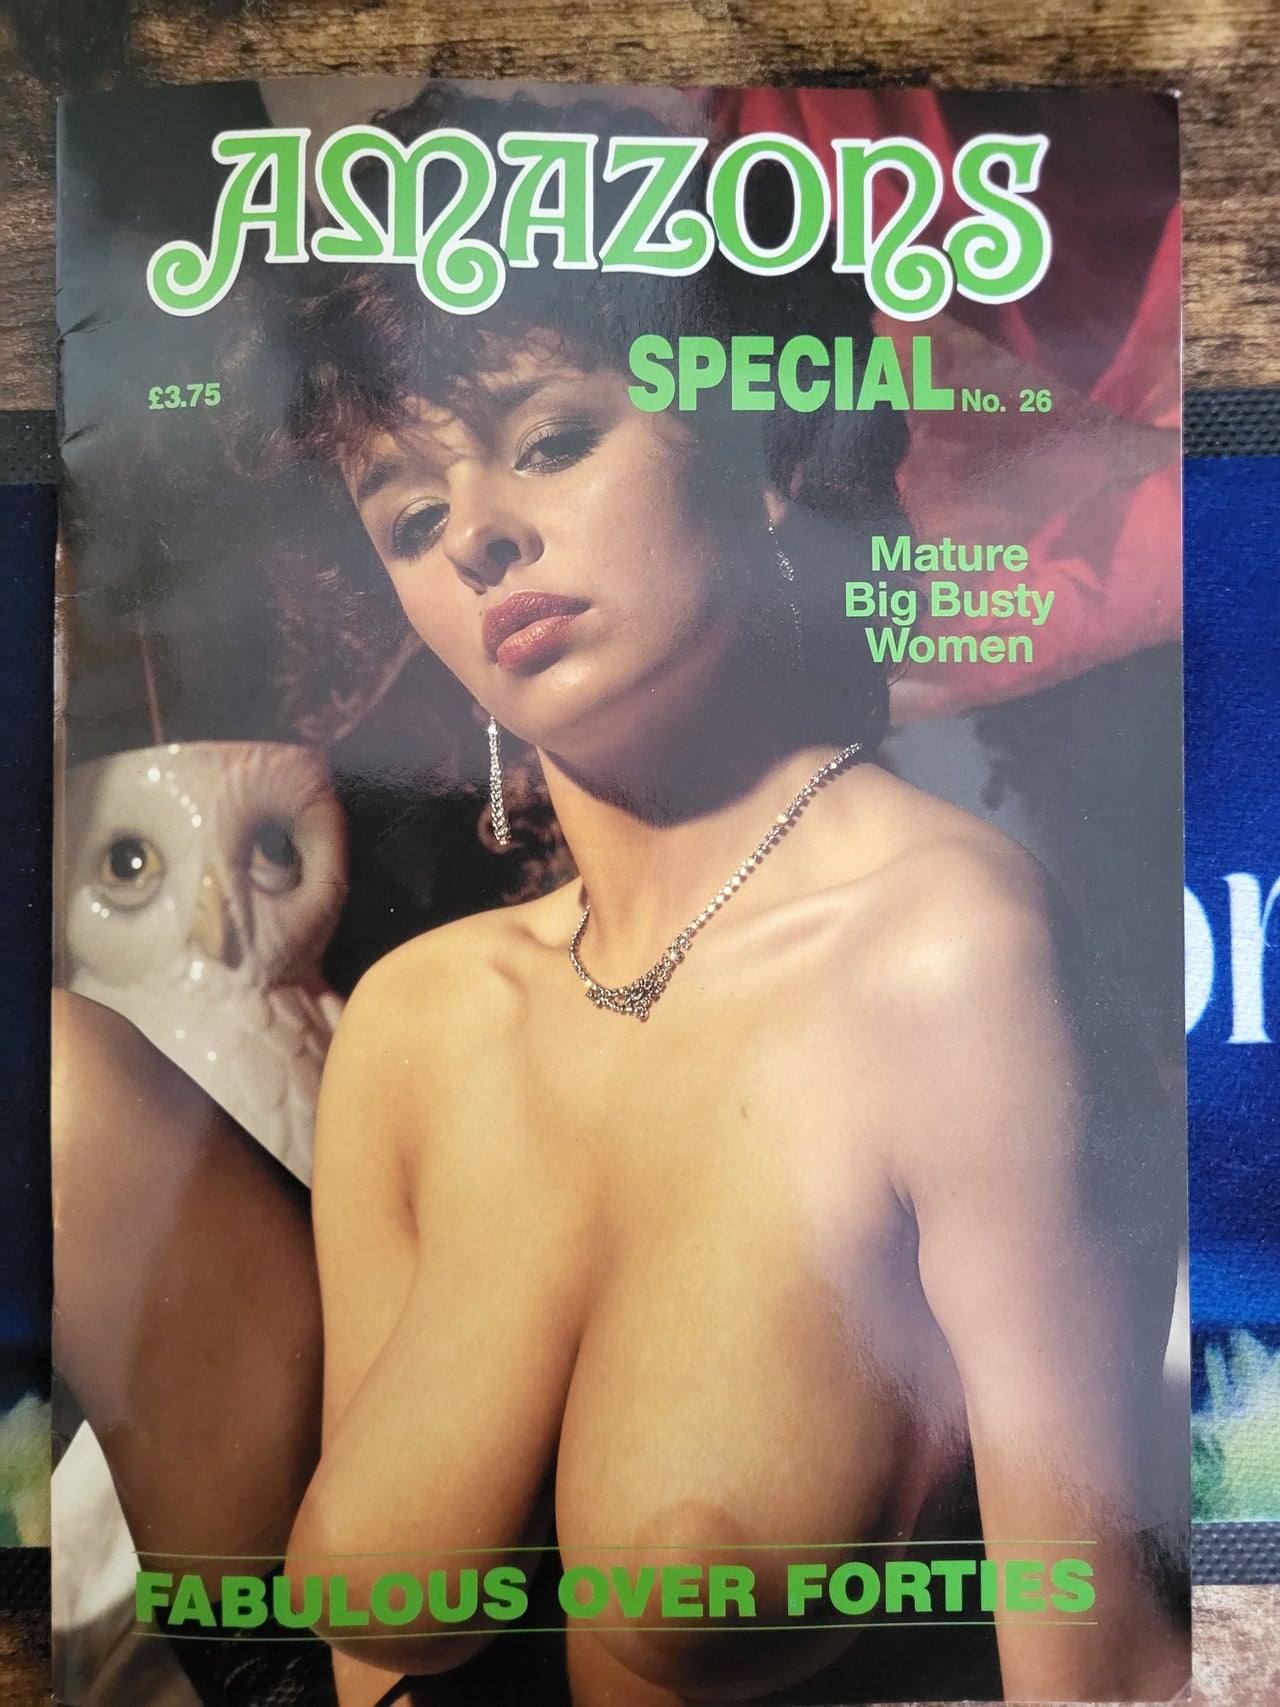 AMAZONS
£3.75
SPECIAL No. 26
Mature
Big Busty
Women
FABULOUS OVER FORTIES